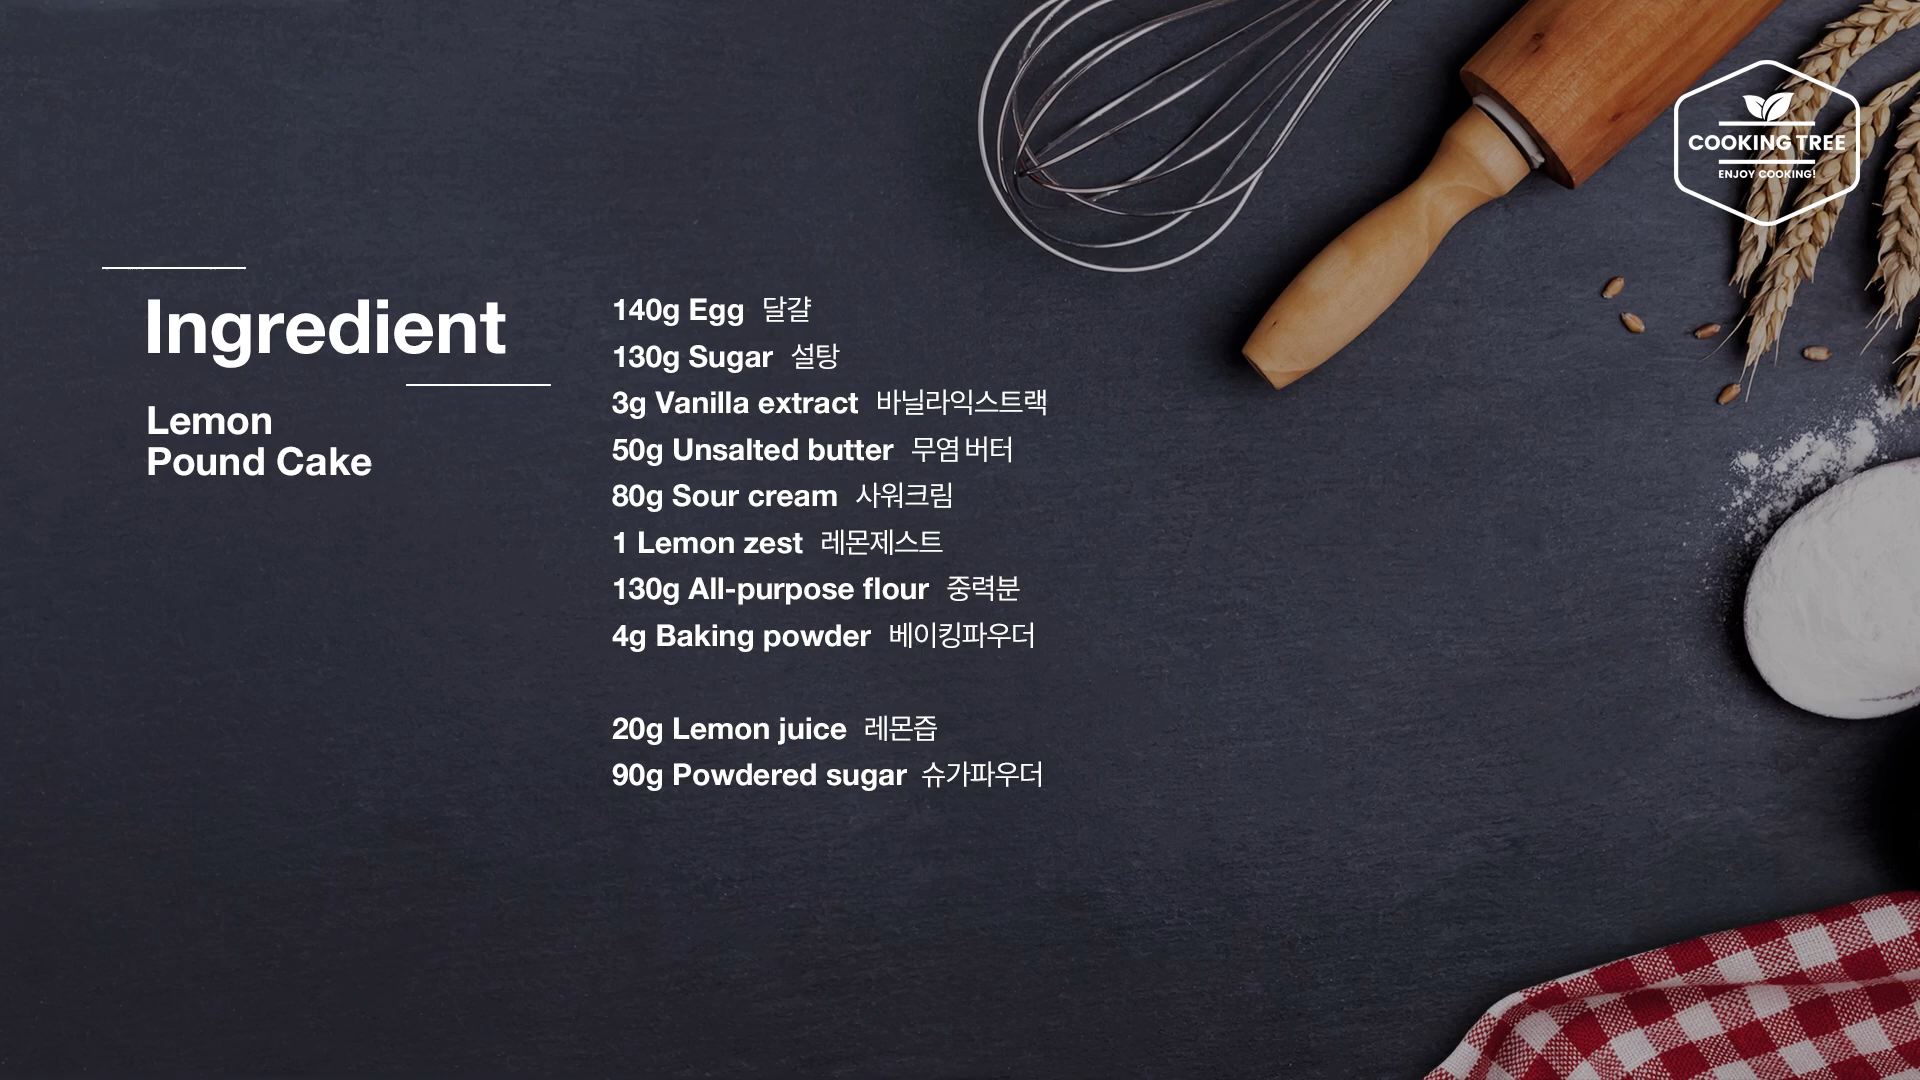 COOKING TREE
ENJOY COOKING!
Ingredient
Lemon
Pound Cake
140g Egg 달걀
130g Sugar 설탕
3g Vanilla extract 바닐라익스트랙
50g Unsalted butter 무염버터
80g Sour cream 사워크림
1 Lemon zest 레몬제스트
130g All-purpose flour 중력분
4g Baking powder 베이킹파우더
20g Lemon juice 레몬즙
90g Powdered sugar 슈가파우더